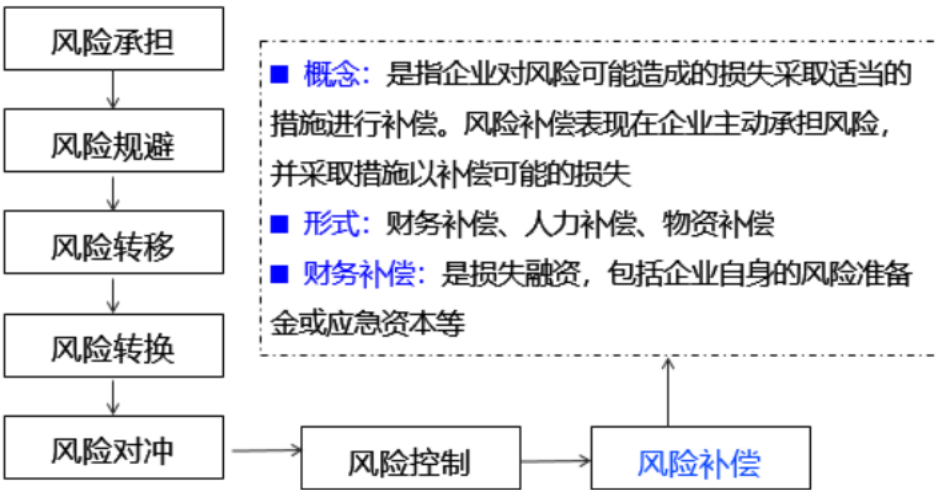 风险承担
风险规避
风险转移
风险转换
风险对冲
风险控制
风险补偿
■ 概念：是指企业对风险可能造成的损失采取适当的
措施进行补偿。风险补偿表现在企业主动承担风险，
并采取措施以补偿可能的损失
■ 形式：财务补偿、人力补偿、物资补偿
■ 财务补偿：是损失融资，包括企业自身的风险准备
金或应急资本等